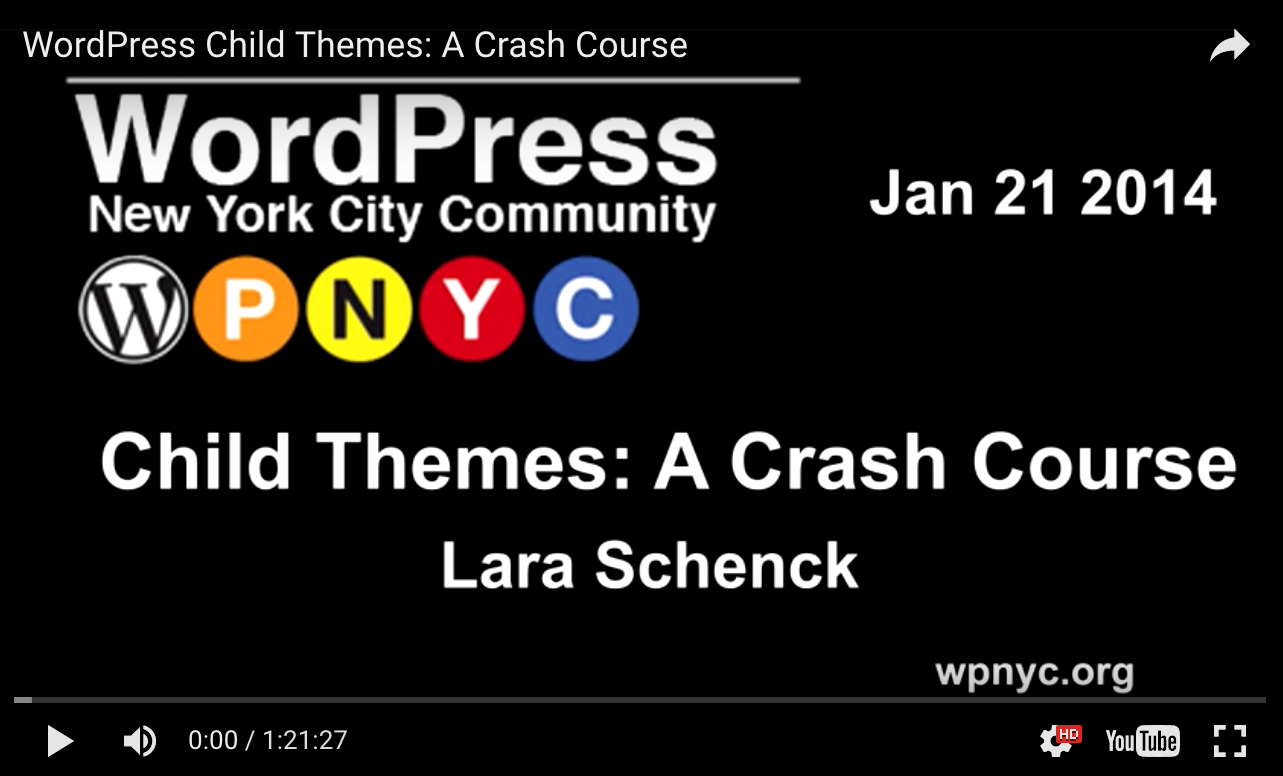 WordPress Child Themes: A Crash Course
WordPress
New York City Community
Jan 21 2014
W P N Y C
Child Themes: A Crash Course
Lara Schenck
wpnyc.org
0:00 / 1:21:27
HD
YouTube